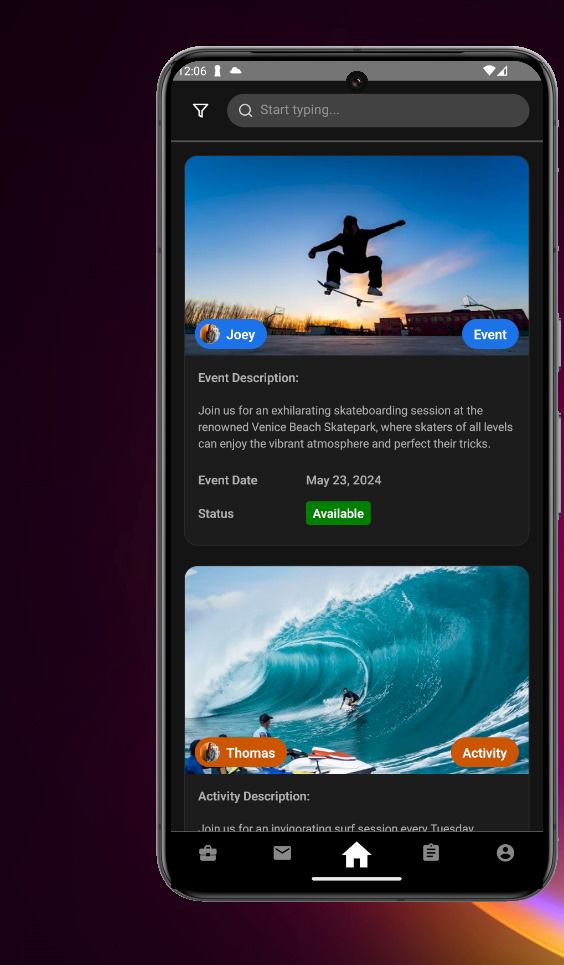 12:06
Start typing...
Joey
Event
Event Description:
Join us for an exhilarating skateboarding session at the
renowned Venice Beach Skatepark, where skaters of all levels
can enjoy the vibrant atmosphere and perfect their tricks.
Event Date May 23, 2024
Status Available
Thomas
Activity
Activity Description:
Join us for an invigorating surf session every Tuesday